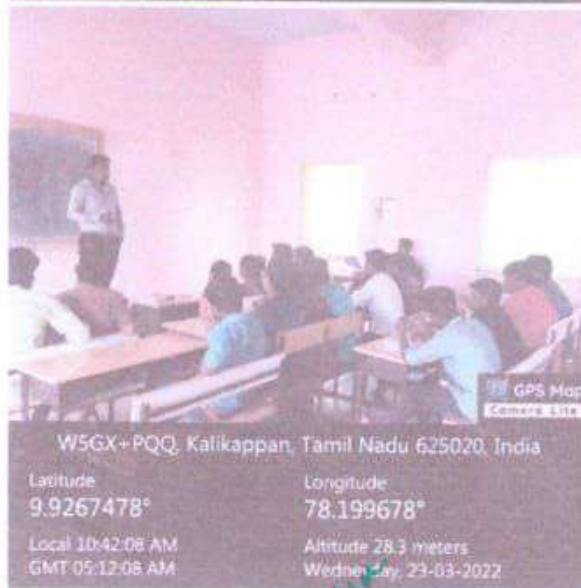 GPS Map
Camera Lite
W5GX+PQQ, Kalikappan, Tamil Nadu 625020, India
Latitude
9.9267478°
Longitude
78.199678°
Local 10:42:08 AM
GMT 05:12:08 AM
Altitude 28.3 meters
Wednesday, 23-03-2022